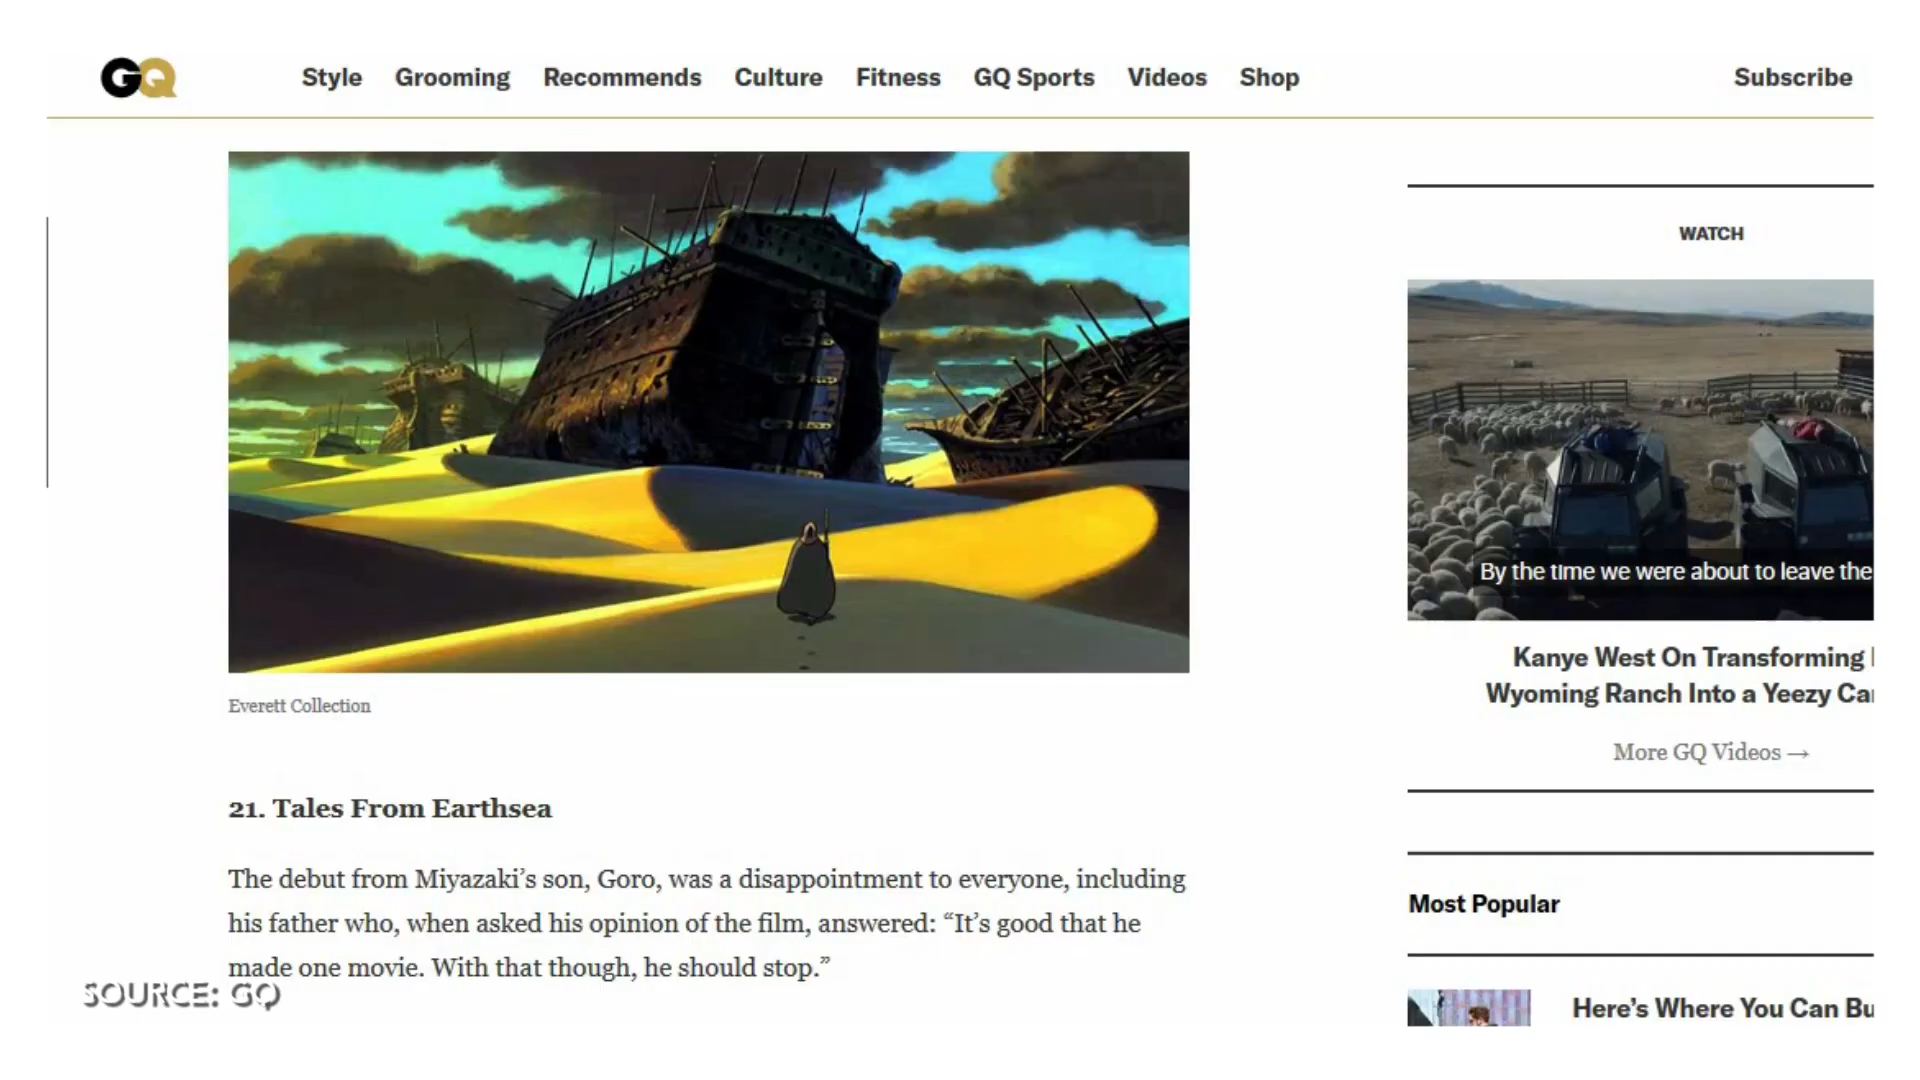 GQ
Style Grooming Recommends Culture Fitness GQ Sports Videos Shop Subscribe
Everett Collection
21. Tales From Earthsea
The debut from Miyazaki’s son, Goro, was a disappointment to everyone, including
his father who, when asked his opinion of the film, answered: “It’s good that he
made one movie. With that though, he should stop.”
SOURCE: GQ
WATCH
By the time we were about to leave the
Kanye West On Transforming
Wyoming Ranch Into a Yeezy
More GQ Videos →
Most Popular
Here’s Where You Can